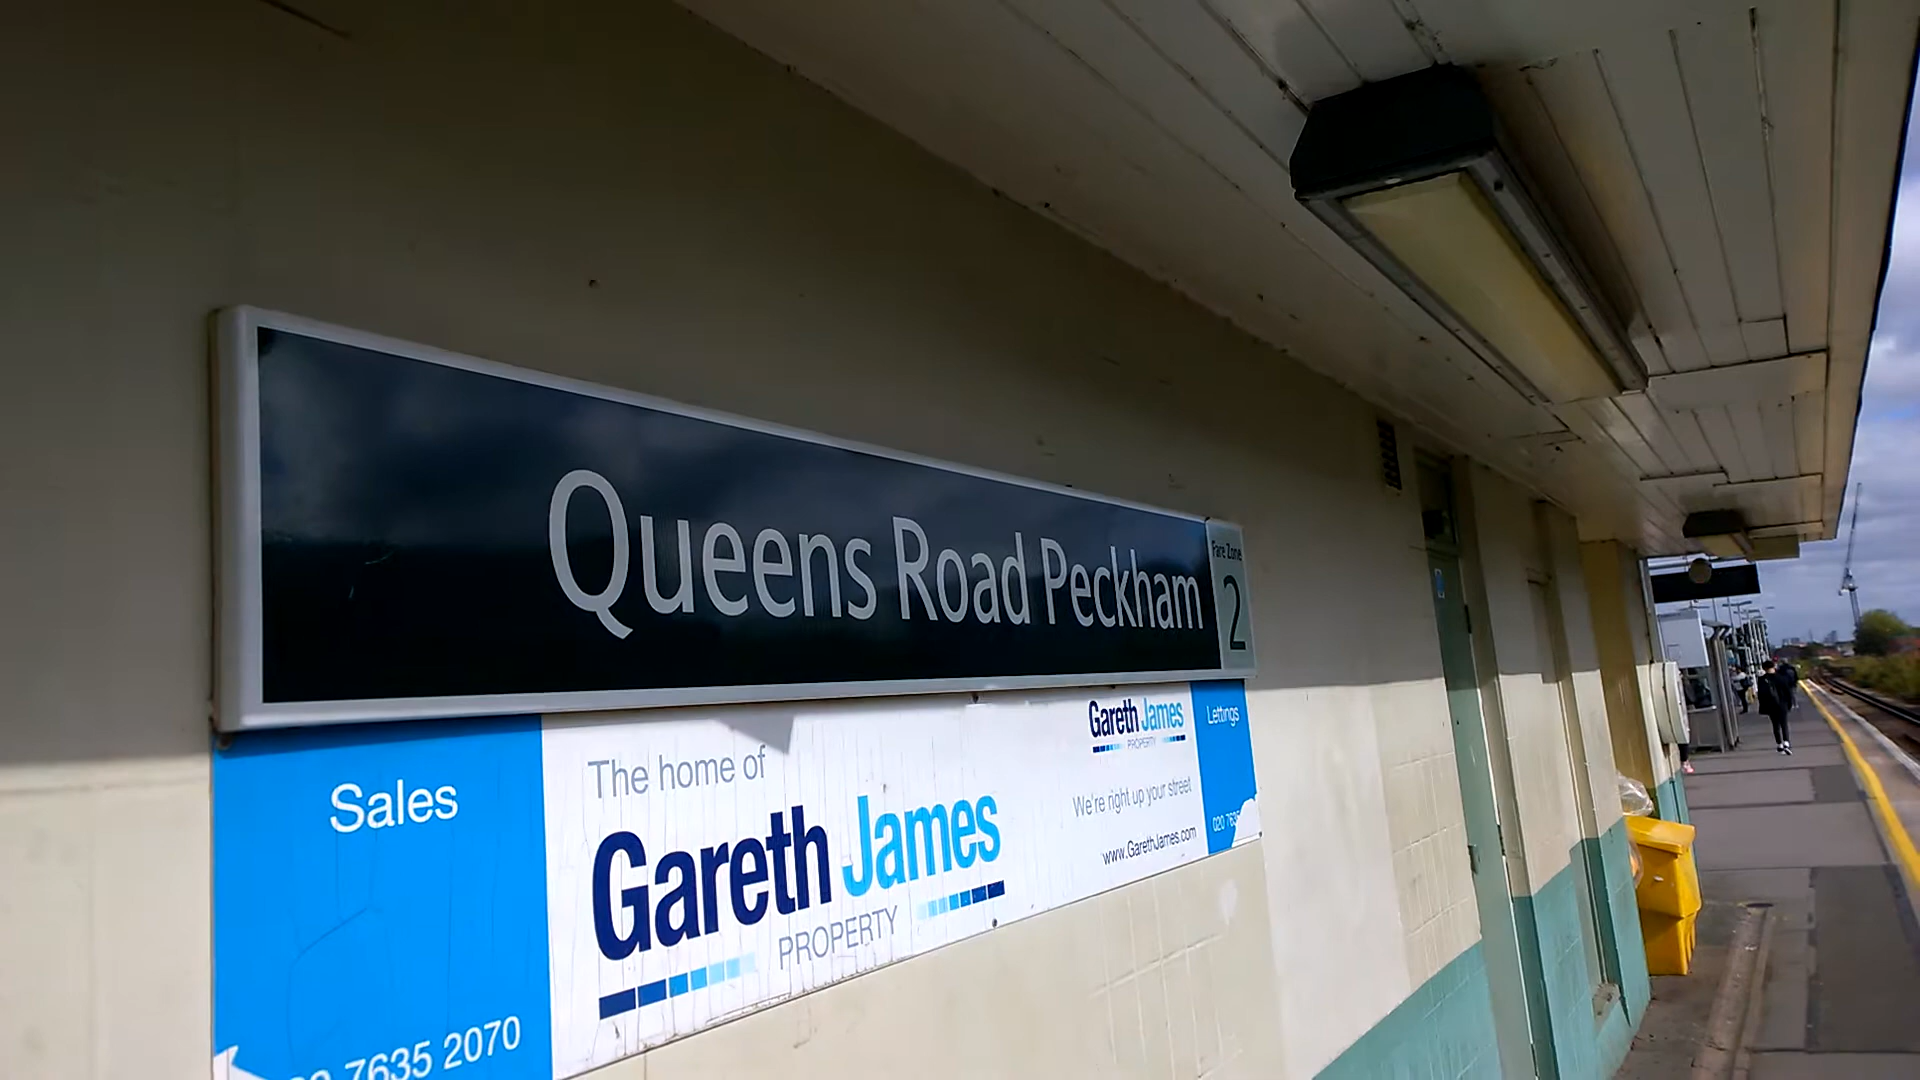 Queens Road Peckham
Fare Zone
2
Sales
7635 2070
The home of
Gareth James
PROPERTY
Gareth James
PROPERTY
We're right up your street
www.GarethJames.com
Lettings
020